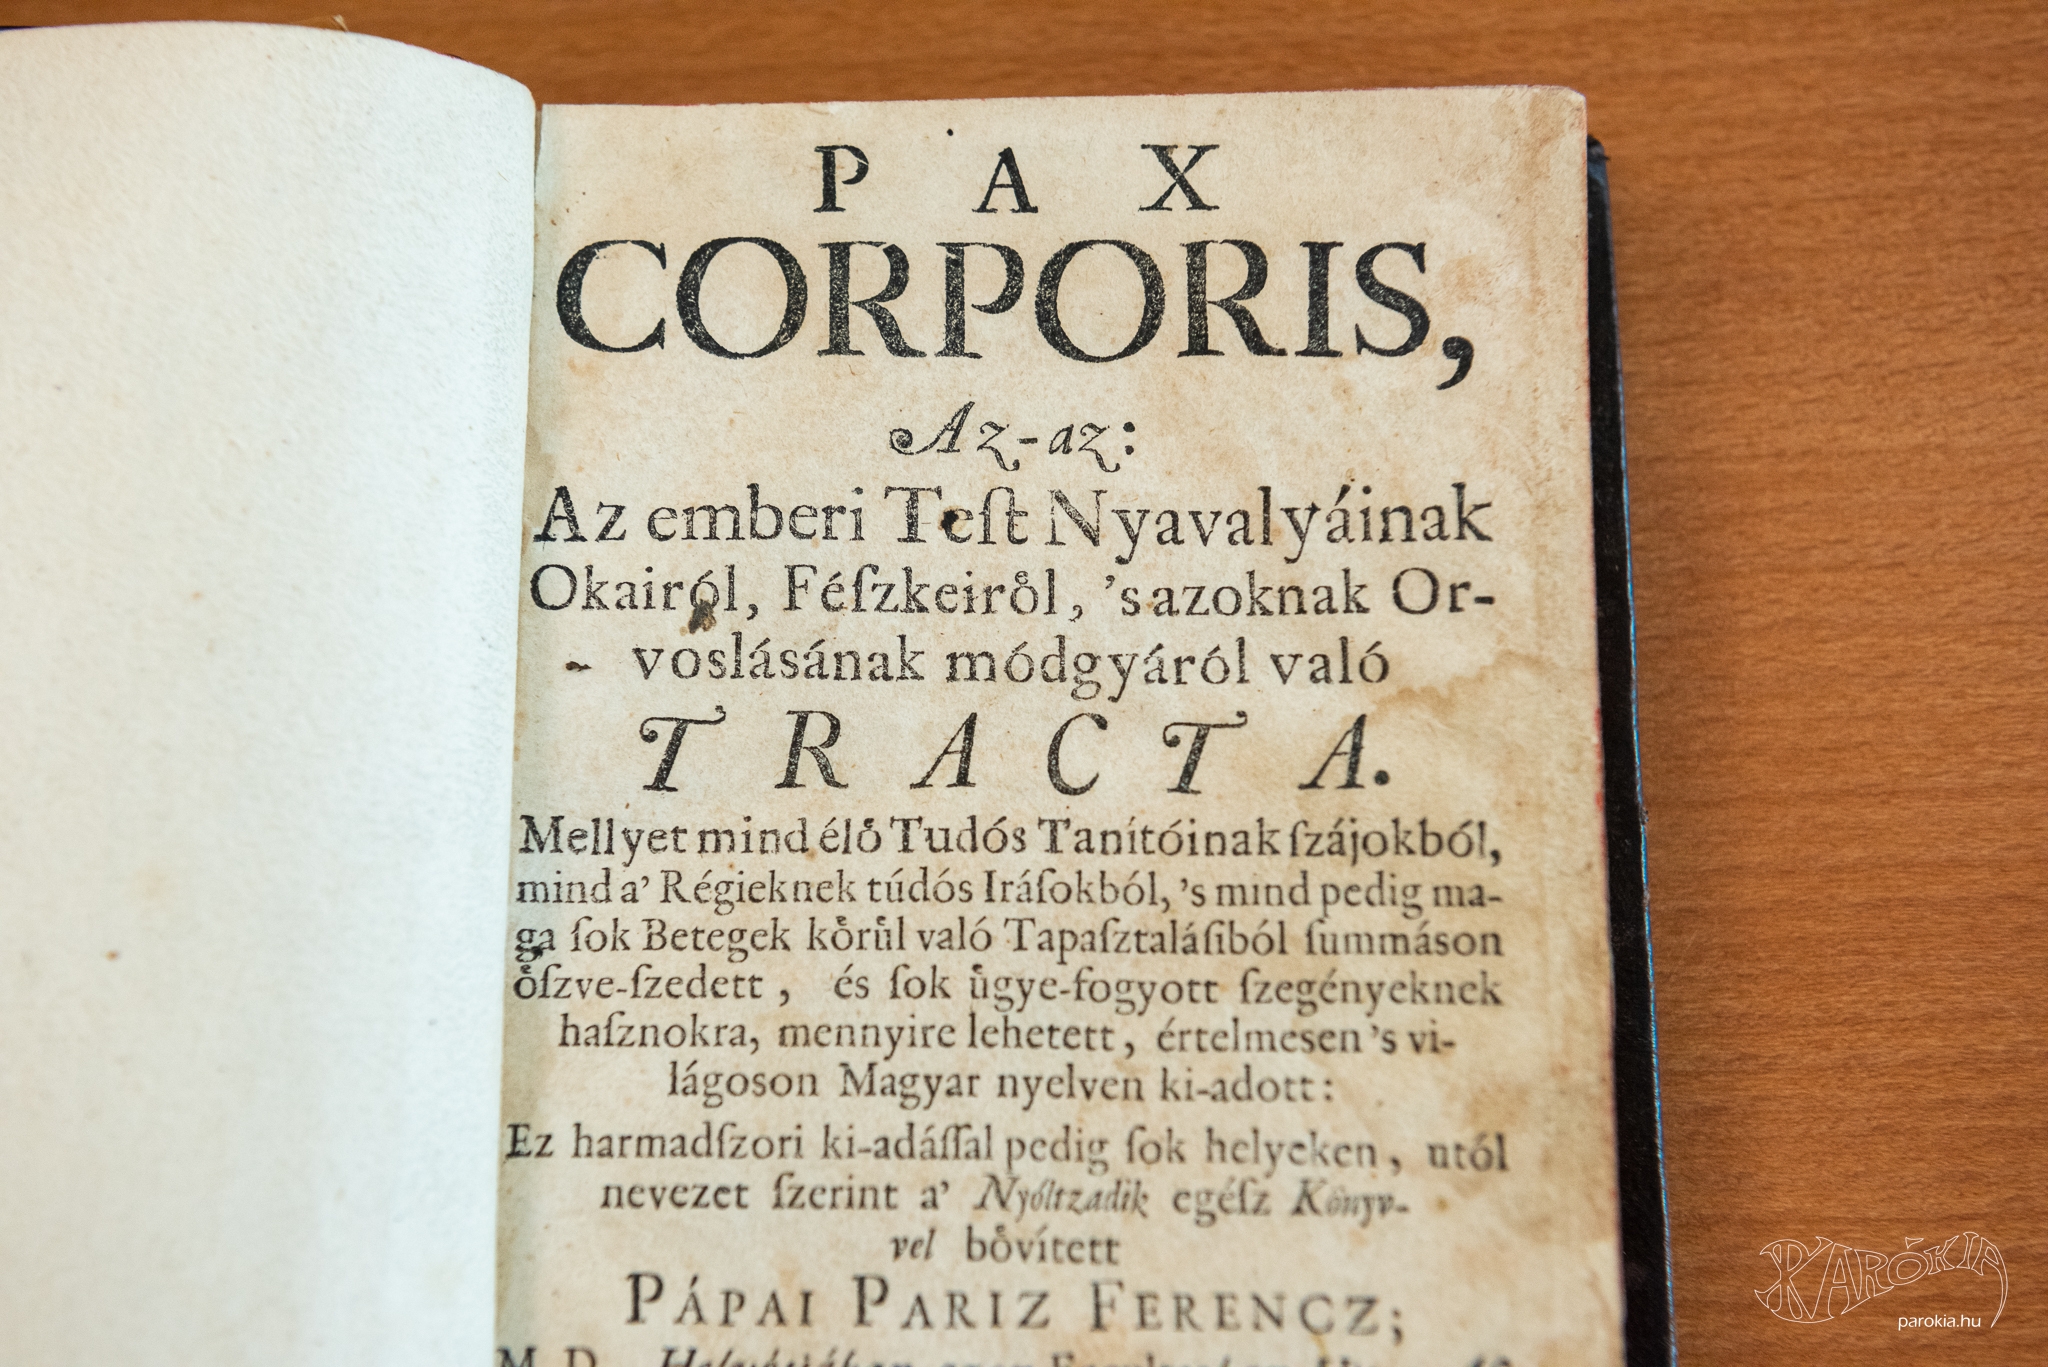 PAX
CORPORIS,
Az-az:
Az emberi Teſt Nyavalyáinak
Okairól, Féſzkeiről, 's azoknak Or-
voslásának módgyáról való
TRACTA.
Mellyet mind élő Tudós Tanítóinak ſzájokból,
mind a' Régieknek túdós Iráſokból, 's mind pedig ma-
ga ſok Betegek kőrűl való Tapaſztaláſiból ſummáson
őſzve-ſzedett, és ſok űgye-fogyott ſzegényeknek
haſznokra, mennyire lehetett, értelmesen 's vi-
lágoson Magyar nyelven ki-adott:
Ez harmadſzori ki-adáſſal pedig ſok helyeken, utól
nevezet ſzerint a' Nyóltzadik egéſz Könyv-
vel bővített
PÁPAI PARIZ FERENCZ;
M. D.
PARÓKIA
parokia.hu